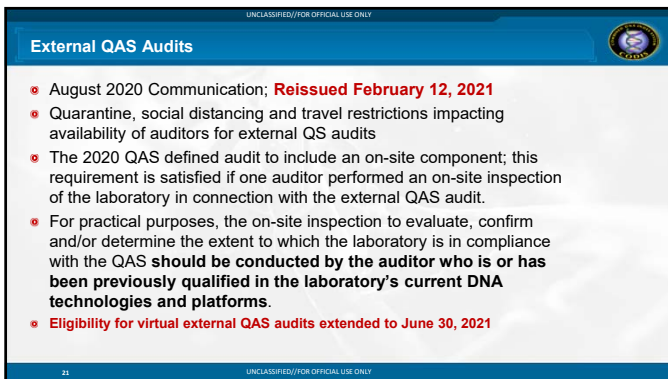 UNCLASSIFIED//FOR OFFICIAL USE ONLY
External QAS Audits
CODIS
August 2020 Communication; Reissued February 12, 2021
Quarantine, social distancing and travel restrictions impacting
availability of auditors for external QS audits
The 2020 QAS defined audit to include an on-site component; this
requirement is satisfied if one auditor performed an on-site inspection
of the laboratory in connection with the external QAS audit.
For practical purposes, the on-site inspection to evaluate, confirm
and/or determine the extent to which the laboratory is in compliance
with the QAS should be conducted by the auditor who is or has
been previously qualified in the laboratory's current DNA
technologies and platforms.
Eligibility for virtual external QAS audits extended to June 30, 2021
21
UNCLASSIFIED//FOR OFFICIAL USE ONLY